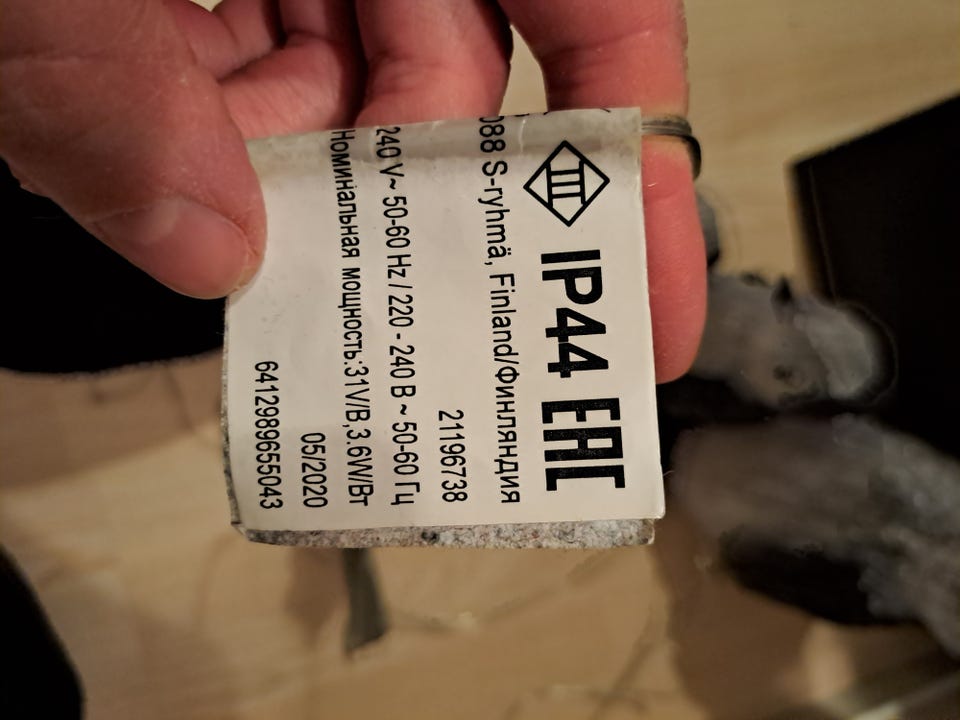 III IP44 EAC
088 S-ryhmä, Finland/Финляндия
21196738
240 V~ 50-60 Hz / 220 - 240 В ~ 50-60 Гц
Номинальная мощность:31V/В,3.6W/Вт
05/2020
6412989655043